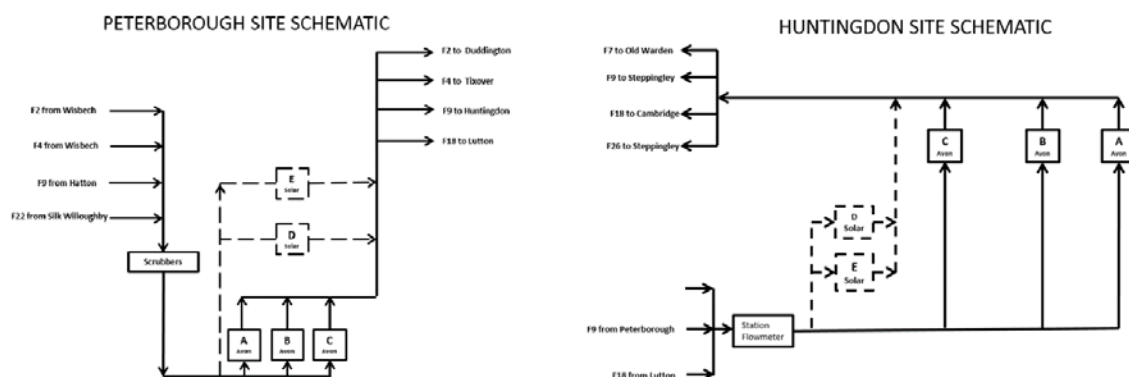 PETERBOROUGH SITE SCHEMATIC
F2 to Duddington
F4 to Tixover
F9 to Huntingdon
F18 to Lutton
F2 from Wisbech
F4 from Wisbech
F9 from Hatton
F22 from Silk Willoughby
Scrubbers
E
Solar
D
Solar
A
Avon
B
Avon
C
Avon
HUNTINGDON SITE SCHEMATIC
F7 to Old Warden
F9 to Steppingley
F18 to Cambridge
F26 to Steppingley
C
Avon
B
Avon
A
Avon
D
Solar
E
Solar
F9 from Peterborough
Station
Flowmeter
F18 from Lutton